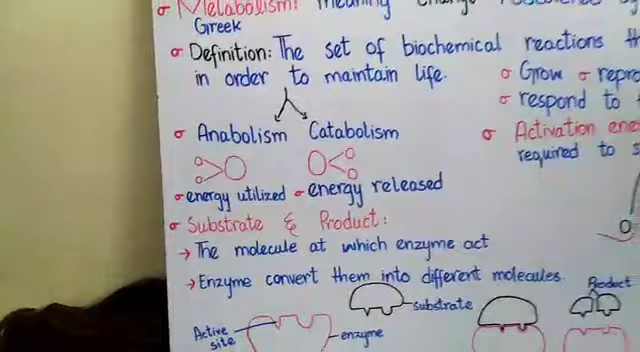 Metabolism: Meaning change
Greek
Definition: The set of biochemical reactions
in order to maintain life.
Grow
respond to
Anabolism Catabolism
Activation
required to
energy utilized energy released
Substrate & Product:
→ The molecule at which enzyme act
→ Enzyme convert them into different molecules.
Product
substrate
Active
site
enzyme